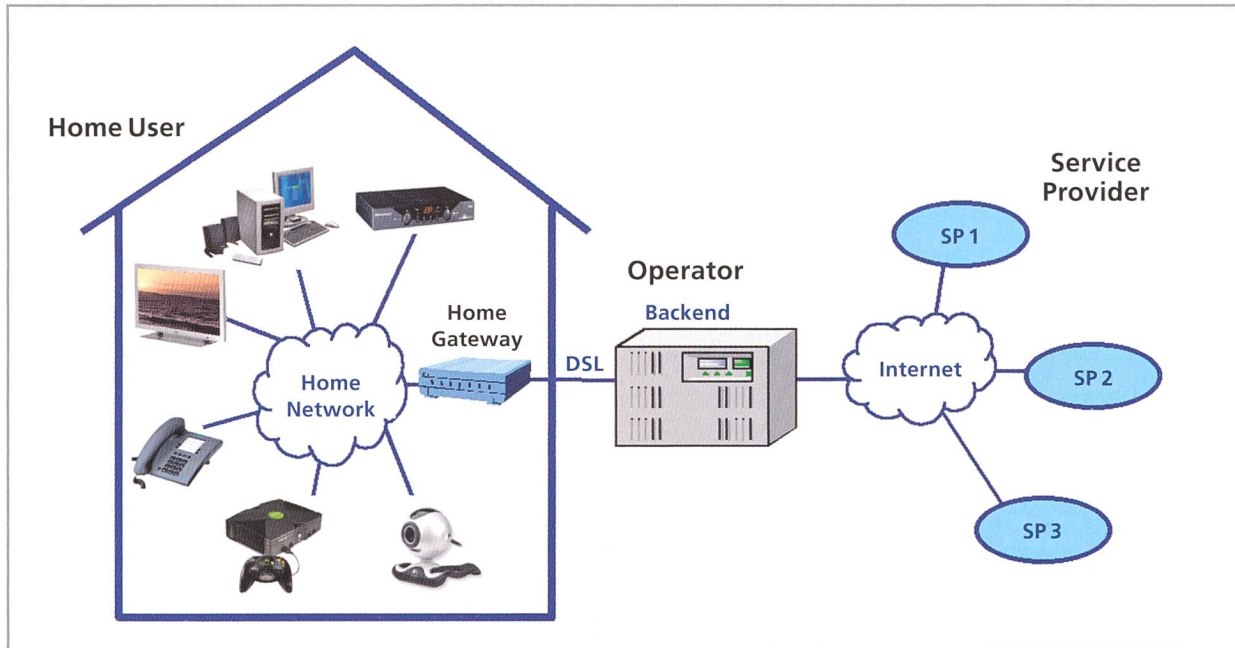 Home User
Home
Network
Home
Gateway
DSL
Operator
Backend
Internet
Service
Provider
SP 1
SP 2
SP 3